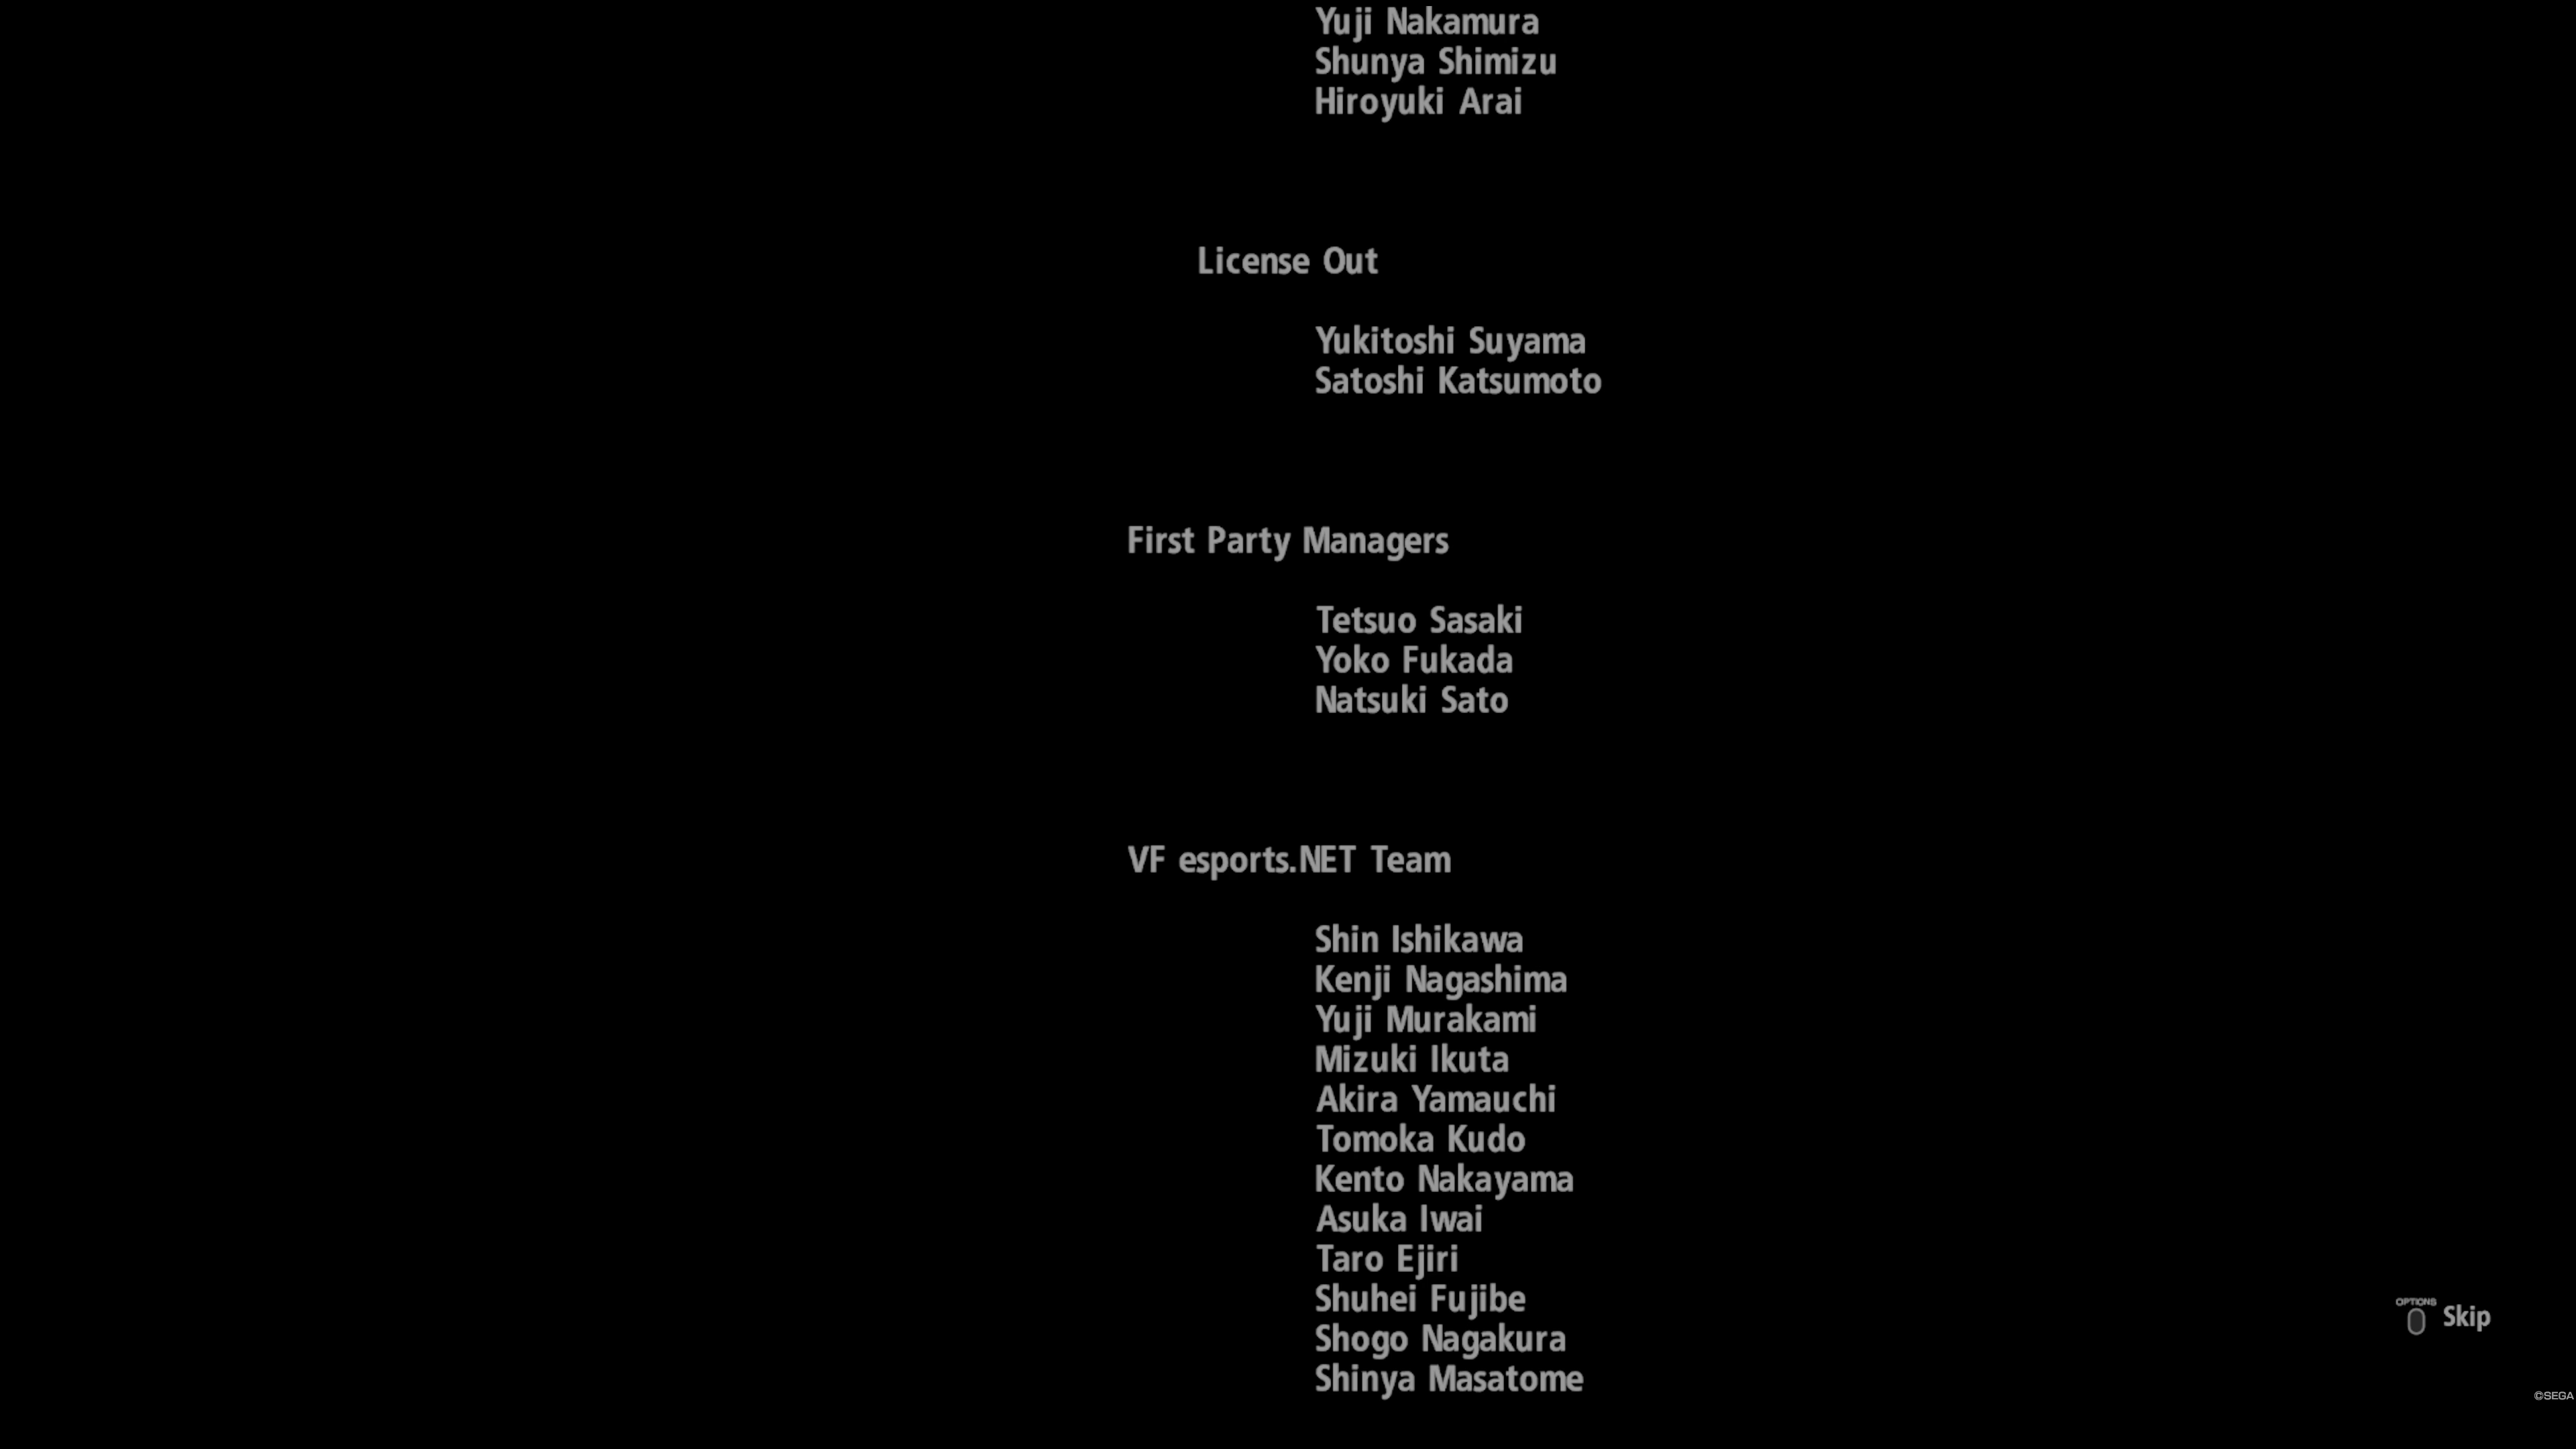 Yuji Nakamura
Shunya Shimizu
Hiroyuki Arai
License Out
Yukitoshi Suyama
Satoshi Katsumoto
First Party Managers
Tetsuo Sasaki
Yoko Fukada
Natsuki Sato
VF esports.NET Team
Shin Ishikawa
Kenji Nagashima
Yuji Murakami
Mizuki Ikuta
Akira Yamauchi
Tomoka Kudo
Kento Nakayama
Asuka Iwai
Taro Ejiri
Shuhei Fujibe
Shogo Nagakura
Shinya Masatome
OPTIONS Skip
©SEGA